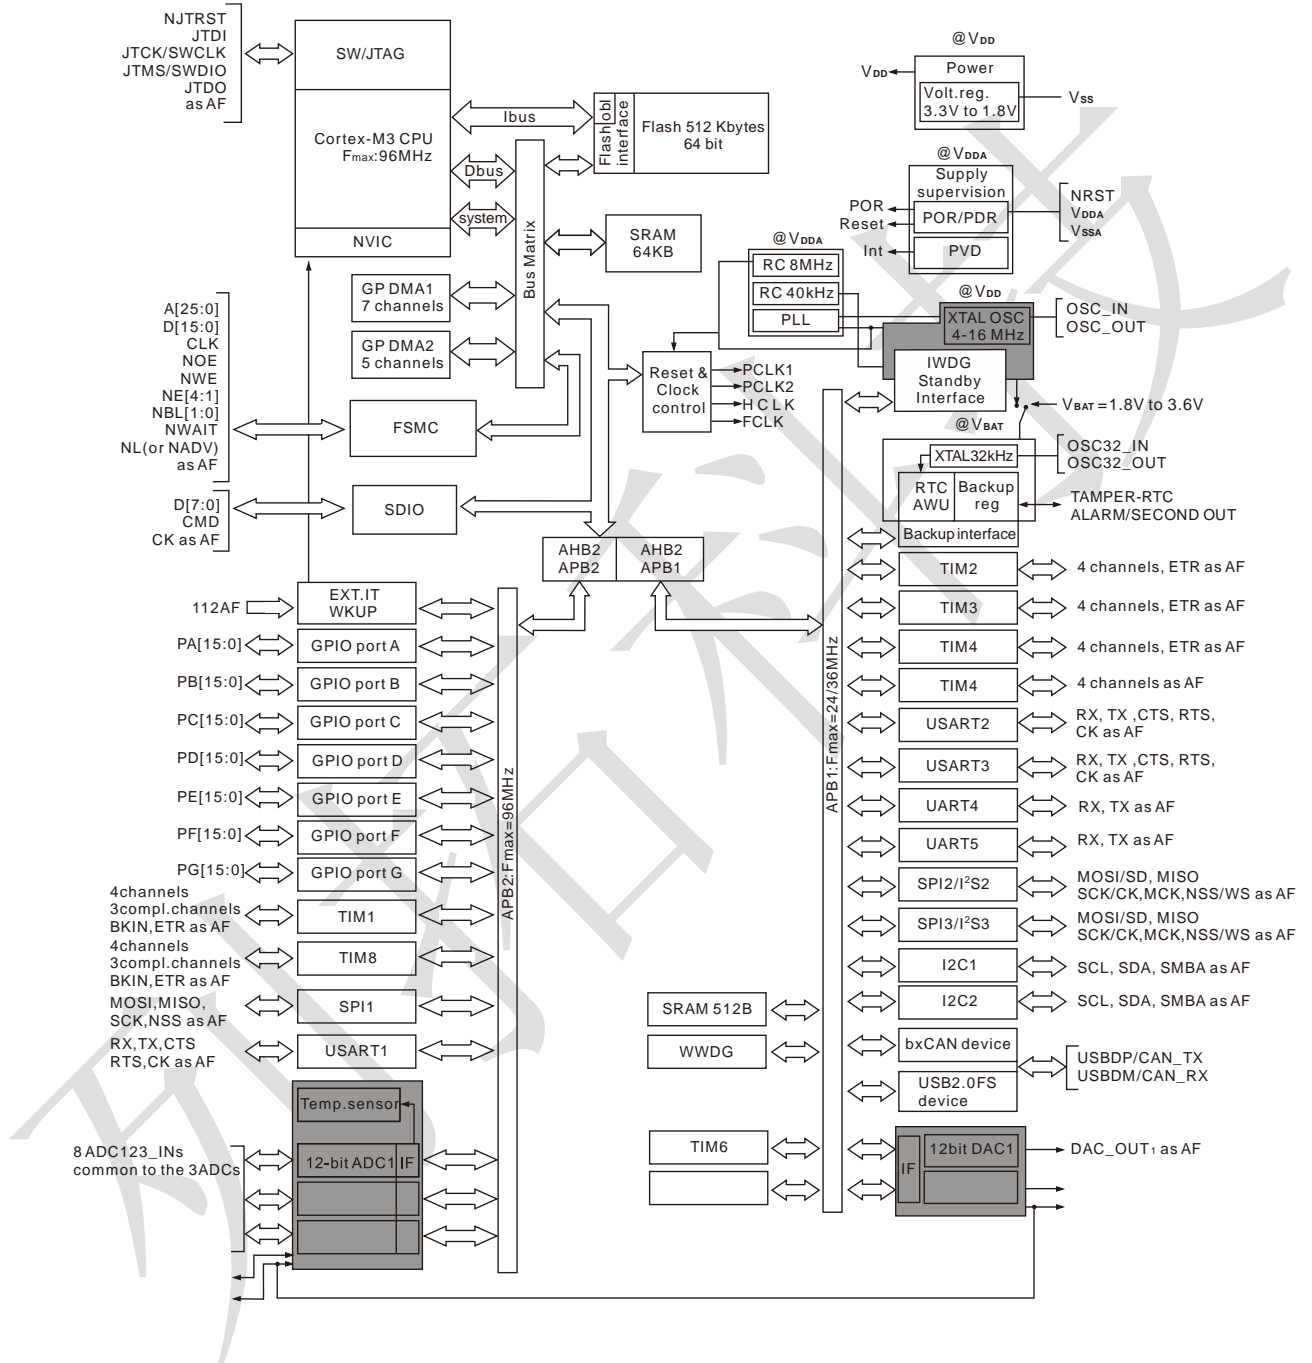 NJTRST
JTDI
JTCK/SWCLK
JTMS/SWDIO
JTDO
as AF
SW/JTAG
Cortex-M3 CPU
Fmax:96MHz
NVIC
Ibus
Dbus
system
Flash obl
interface
Flash 512 Kbytes
64 bit
Bus Matrix
SRAM
64KB
GP DMA1
7 channels
GP DMA2
5 channels
@VDD
VDD
Power
Volt.reg.
3.3V to 1.8V
VSS
@VDDA
Supply
supervision
POR
Reset
Int
POR/PDR
PVD
NRST
VDDA
VSSA
@VDDA
RC 8MHz
RC 40kHz
PLL
@VDD
XTAL OSC
4-16 MHz
OSC_IN
OSC_OUT
IWDG
Standby
Interface
Reset &
Clock
control
PCLK1
PCLK2
HCLK
FCLK
VBAT=1.8V to 3.6V
@VBAT
XTAL32kHz
OSC32_IN
OSC32_OUT
RTC
AWU
Backup
reg
Backup interface
TAMPER-RTC
ALARM/SECOND OUT
A[25:0]
D[15:0]
CLK
NOE
NWE
NE[4:1]
NBL[1:0]
NWAIT
NL(or NADV)
as AF
FSMC
D[7:0]
CMD
CK as AF
SDIO
AHB2
APB2
AHB2
APB1
112AF
EXT.IT
WKUP
PA[15:0]
GPIO port A
PB[15:0]
GPIO port B
PC[15:0]
GPIO port C
PD[15:0]
GPIO port D
PE[15:0]
GPIO port E
PF[15:0]
GPIO port F
PG[15:0]
GPIO port G
4channels
3compl.channels
BKIN,ETR as AF
TIM1
4channels
3compl.channels
BKIN,ETR as AF
TIM8
MOSI,MISO,
SCK,NSS as AF
SPI1
RX,TX,CTS
RTS,CK as AF
USART1
Temp.sensor
8 ADC123_INs
common to the 3ADCs
12-bit ADC1
IF
APB2:Fmax=96MHz
APB1:Fmax=24/36MHz
TIM2
4 channels, ETR as AF
TIM3
4 channels, ETR as AF
TIM4
4 channels, ETR as AF
TIM4
4 channels as AF
USART2
RX, TX ,CTS, RTS,
CK as AF
USART3
RX, TX ,CTS, RTS,
CK as AF
UART4
RX, TX as AF
UART5
RX, TX as AF
SPI2/I²S2
MOSI/SD, MISO
SCK/CK,MCK,NSS/WS as AF
SPI3/I²S3
MOSI/SD, MISO
SCK/CK,MCK,NSS/WS as AF
I2C1
SCL, SDA, SMBA as AF
I2C2
SCL, SDA, SMBA as AF
SRAM 512B
WWDG
bxCAN device
USB2.0FS
device
USBDP/CAN_TX
USBDM/CAN_RX
TIM6
IF
12bit DAC1
DAC_OUT1 as AF
列拓科技